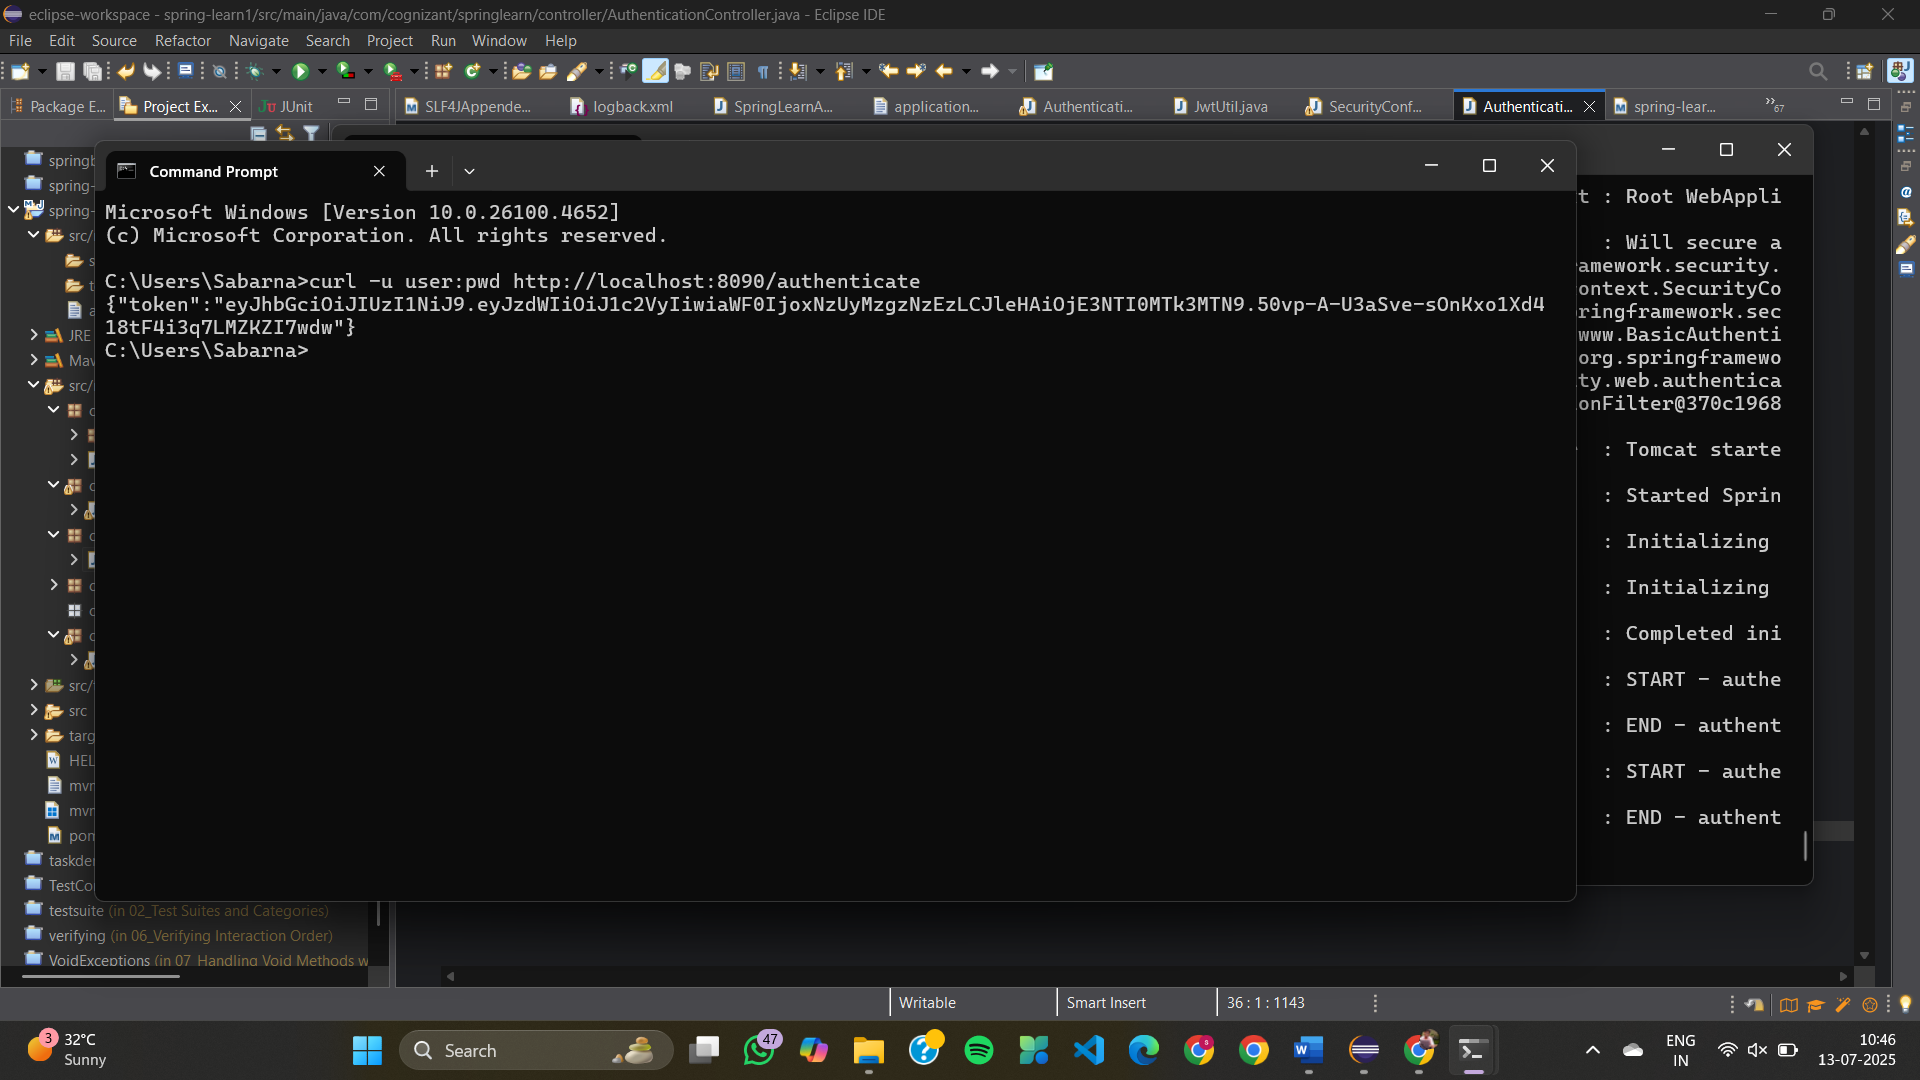 eclipse-workspace - spring-learn1/src/main/java/com/cognizant/springlearn/controller/AuthenticationController.java - Eclipse IDE
File Edit Source Refactor Navigate Search Project Run Window Help
Package E... Project Ex... JUnit SLF4JAppende... logback.xml SpringLearnA... application... Authenticati... JwtUtil.java SecurityConf... Authenticati... spring-lear... »67
Command Prompt
Microsoft Windows [Version 10.0.26100.4652]
(c) Microsoft Corporation. All rights reserved.
C:\Users\Sabarna>curl -u user:pwd http://localhost:8090/authenticate
{"token":"eyJhbGciOiJIUzI1NiJ9.eyJzdWIiOiJ1c2VyIiwiaWF0IjoxNzUyMzgzNzEzLCJleHAiOjE3NTI0MTk3MTN9.50vp-A-U3aSve-sOnKxo1Xd4
18tF4i3q7LMZKZI7wdw"}
C:\Users\Sabarna>
t : Root WebAppli
: Will secure a
amework.security.
ontext.SecurityCo
ringframework.sec
www.BasicAuthenti
org.springframewo
ty.web.authentica
onFilter@370c1968
: Tomcat starte
: Started Sprin
: Initializing
: Initializing
: Completed ini
: START - authe
: END - authent
: START - authe
: END - authent
springb
spring-
spring-
src/
s
t
a
JRE
Mav
src/
src/
src
targ
HEL
mvn
mvn
pom
taskde
TestCo
testsuite (in 02_Test Suites and Categories)
verifying (in 06_Verifying Interaction Order)
VoidExceptions (in 07_Handling Void Methods w
Writable Smart Insert 36 : 1 : 1143
3
32°C
Sunny
Search
47
8
ENG
IN
10:46
13-07-2025